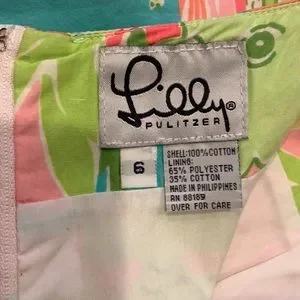 Lilly®
PULITZER
6
SHELL:100%COTTON
LINING:
65% POLYESTER
35% COTTON
MADE IN PHILIPPINES
RN 88189
OVER FOR CARE